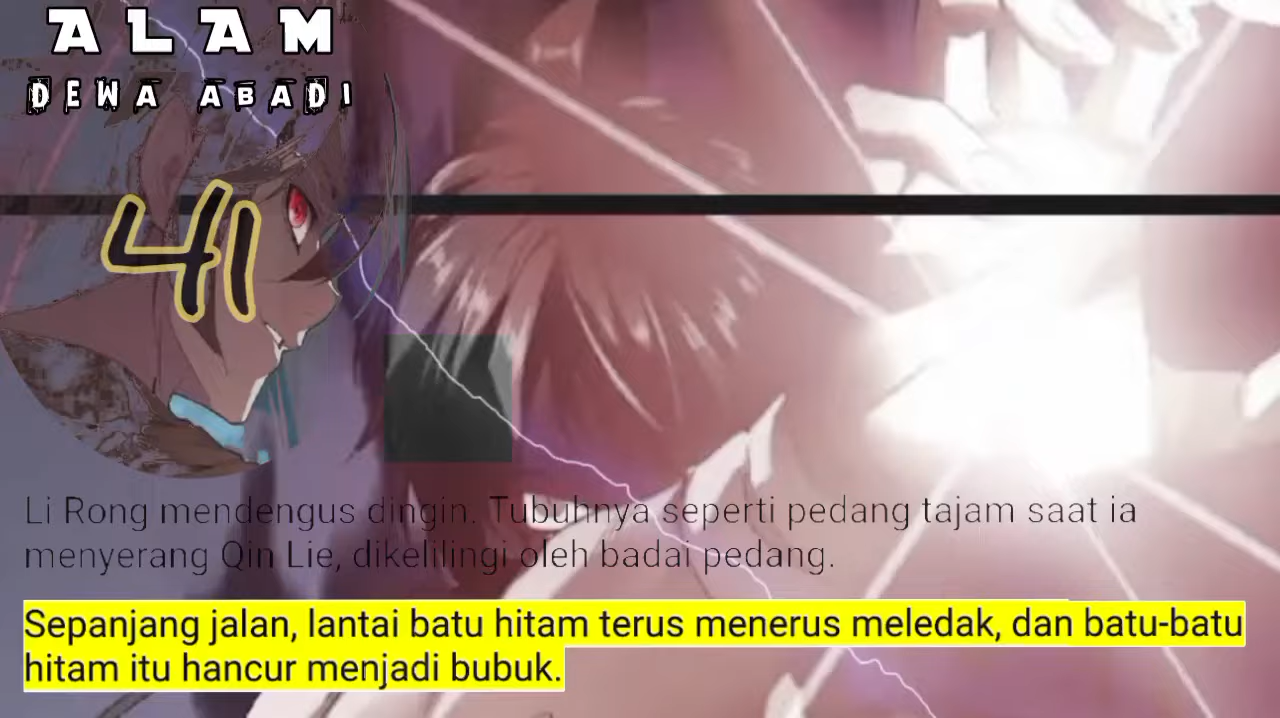 ALAM
DEWA ABADI
41
Li Rong mendengus dingin. Tubuhnya seperti pedang tajam saat ia
menyerang Qin Lie, dikelilingi oleh badai pedang.
Sepanjang jalan, lantai batu hitam terus menerus meledak, dan batu-batu
hitam itu hancur menjadi bubuk.